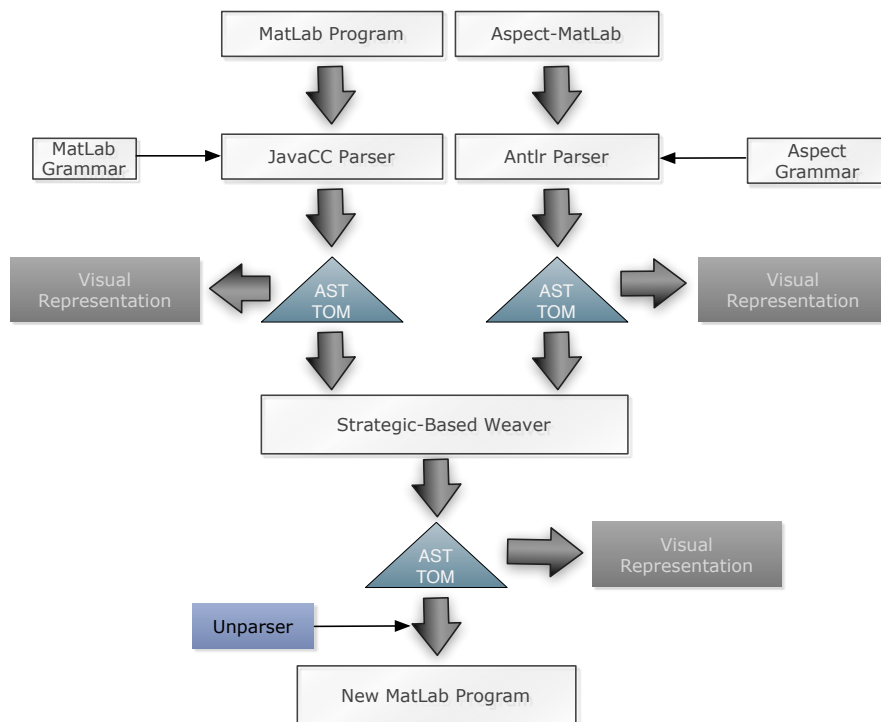 MatLab Program
Aspect-MatLab
MatLab
Grammar
JavaCC Parser
Antlr Parser
Aspect
Grammar
Visual
Representation
AST
TOM
AST
TOM
Visual
Representation
Strategic-Based Weaver
AST
TOM
Visual
Representation
Unparser
New MatLab Program